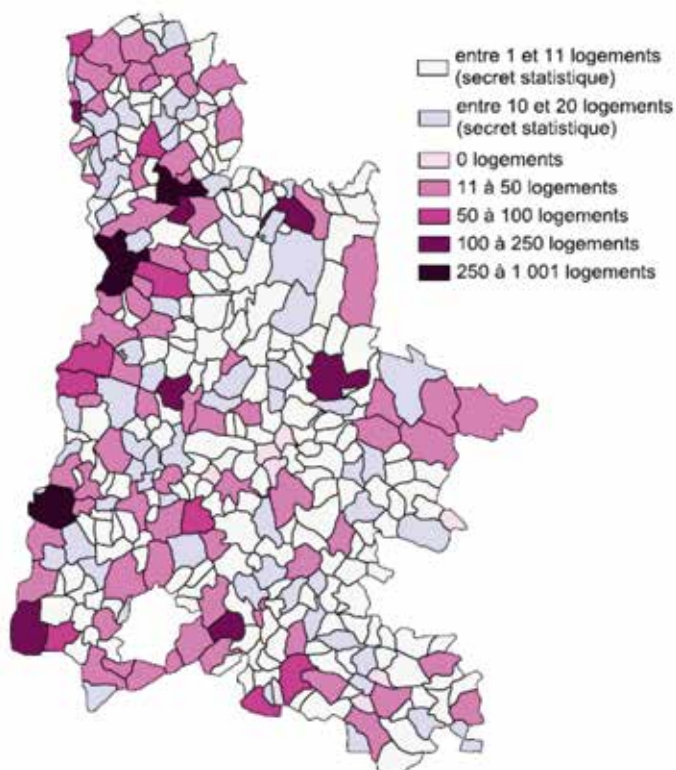 entre 1 et 11 logements
(secret statistique)
entre 10 et 20 logements
(secret statistique)
0 logements
11 à 50 logements
50 à 100 logements
100 à 250 logements
250 à 1 001 logements